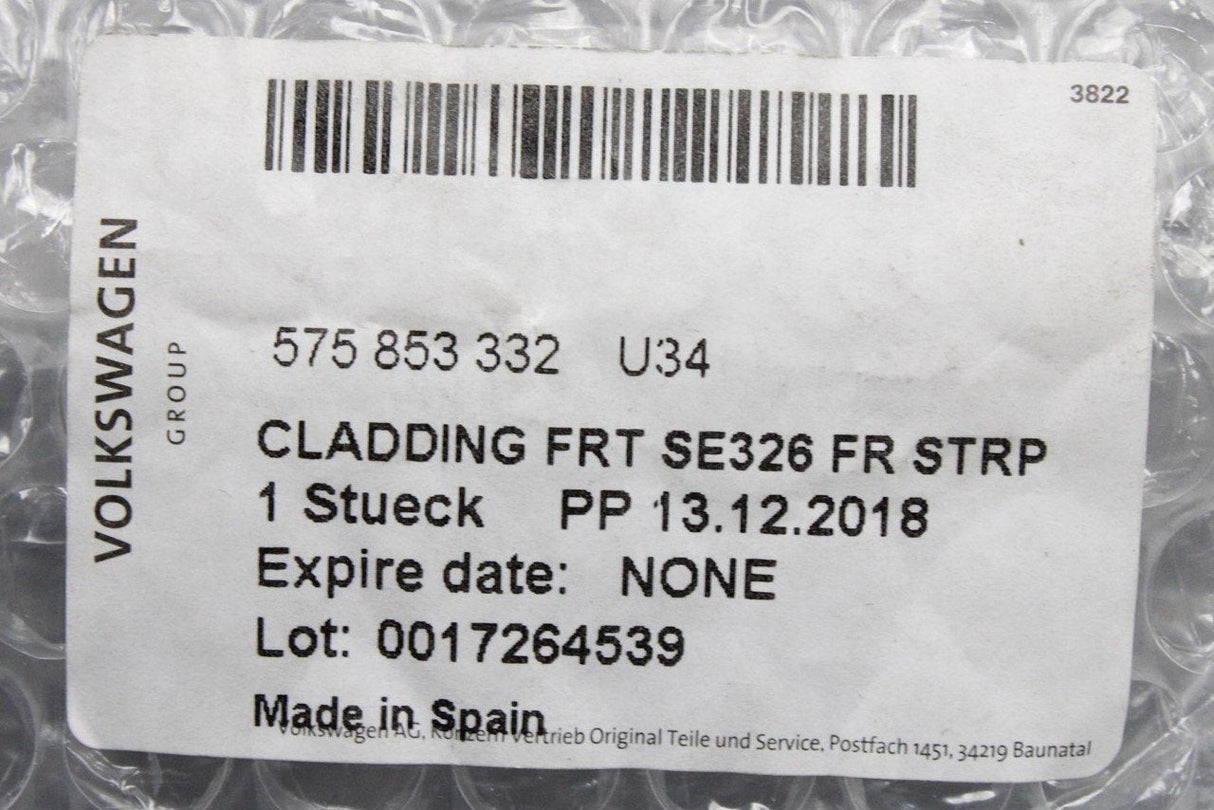 3822
VOLKSWAGEN
GROUP
575 853 332 U34
CLADDING FRT SE326 FR STRP
1 Stueck PP 13.12.2018
Expire date: NONE
Lot: 0017264539
Made in Spain
Volkswagen AG, Konzern Vertrieb Original Teile und Service, Postfach 1451, 34219 Baunatal